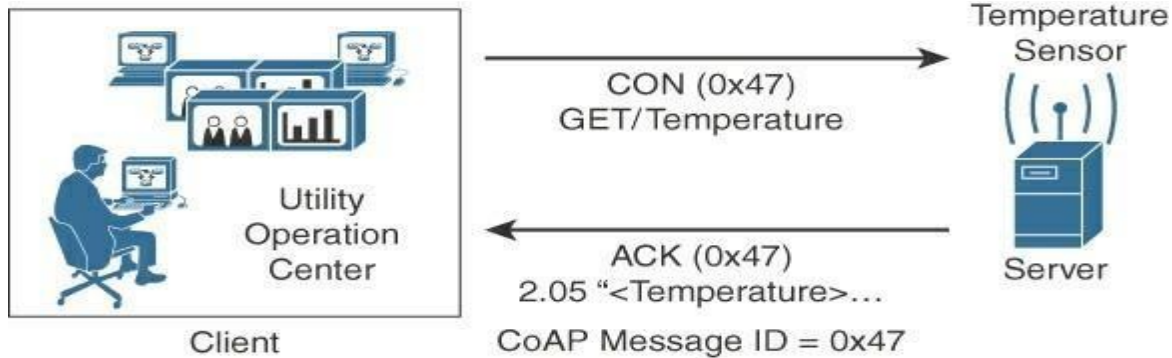 Temperature
Sensor
CON (0x47)
GET/Temperature
Utility
Operation
Center
ACK (0x47)
2.05 “<Temperature>...
Server
Client
CoAP Message ID = 0x47